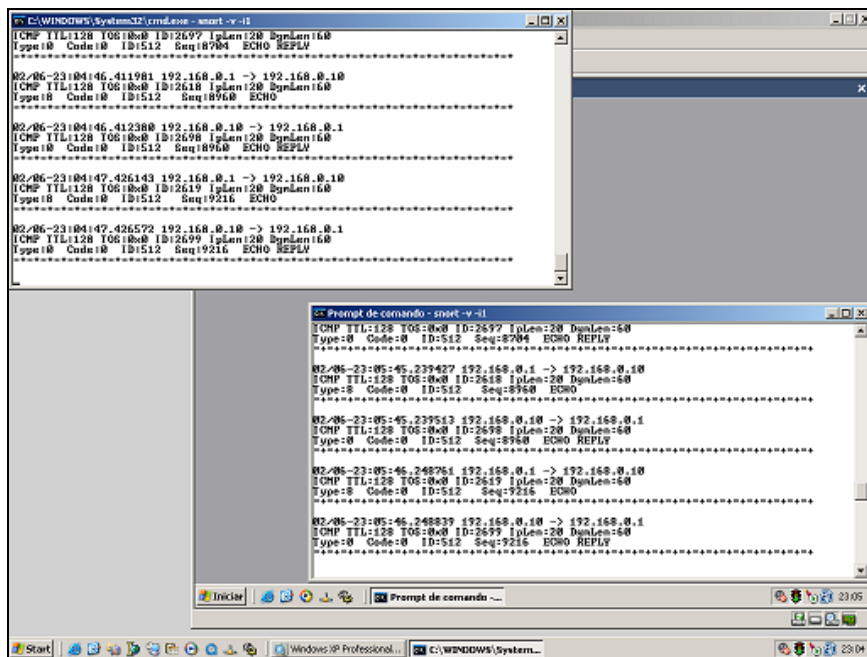 C:\WINDOWS\System32\cmd.exe - snort -v -i1
ICMP TTL:128 TOS:0x0 ID:2697 IpLen:20 DgmLen:60
Type:0 Code:0 ID:512 Seq:8704 ECHO REPLY
=+=+=+=+=+=+=+=+=+=+=+=+=+=+=+=+=+=+=+=+=+=+=+=+=+=+=+=+=+=+=+=+=+=+=+=+=+
02/06-23:04:46.411981 192.168.0.1 -> 192.168.0.10
ICMP TTL:128 TOS:0x0 ID:2618 IpLen:20 DgmLen:60
Type:8 Code:0 ID:512 Seq:8960 ECHO
=+=+=+=+=+=+=+=+=+=+=+=+=+=+=+=+=+=+=+=+=+=+=+=+=+=+=+=+=+=+=+=+=+=+=+=+=+
02/06-23:04:46.412380 192.168.0.10 -> 192.168.0.1
ICMP TTL:128 TOS:0x0 ID:2698 IpLen:20 DgmLen:60
Type:0 Code:0 ID:512 Seq:8960 ECHO REPLY
=+=+=+=+=+=+=+=+=+=+=+=+=+=+=+=+=+=+=+=+=+=+=+=+=+=+=+=+=+=+=+=+=+=+=+=+=+
02/06-23:04:47.426143 192.168.0.1 -> 192.168.0.10
ICMP TTL:128 TOS:0x0 ID:2619 IpLen:20 DgmLen:60
Type:8 Code:0 ID:512 Seq:9216 ECHO
=+=+=+=+=+=+=+=+=+=+=+=+=+=+=+=+=+=+=+=+=+=+=+=+=+=+=+=+=+=+=+=+=+=+=+=+=+
02/06-23:04:47.426572 192.168.0.10 -> 192.168.0.1
ICMP TTL:128 TOS:0x0 ID:2699 IpLen:20 DgmLen:60
Type:0 Code:0 ID:512 Seq:9216 ECHO REPLY
=+=+=+=+=+=+=+=+=+=+=+=+=+=+=+=+=+=+=+=+=+=+=+=+=+=+=+=+=+=+=+=+=+=+=+=+=+
Prompt de comando - snort -v -i1
ICMP TTL:128 TOS:0x0 ID:2697 IpLen:20 DgmLen:60
Type:0 Code:0 ID:512 Seq:8704 ECHO REPLY
=+=+=+=+=+=+=+=+=+=+=+=+=+=+=+=+=+=+=+=+=+=+=+=+=+=+=+=+=+=+=+=+=+=+=+=+=+
02/06-23:05:45.239427 192.168.0.1 -> 192.168.0.10
ICMP TTL:128 TOS:0x0 ID:2618 IpLen:20 DgmLen:60
Type:8 Code:0 ID:512 Seq:8960 ECHO
=+=+=+=+=+=+=+=+=+=+=+=+=+=+=+=+=+=+=+=+=+=+=+=+=+=+=+=+=+=+=+=+=+=+=+=+=+
02/06-23:05:45.239513 192.168.0.10 -> 192.168.0.1
ICMP TTL:128 TOS:0x0 ID:2698 IpLen:20 DgmLen:60
Type:0 Code:0 ID:512 Seq:8960 ECHO REPLY
=+=+=+=+=+=+=+=+=+=+=+=+=+=+=+=+=+=+=+=+=+=+=+=+=+=+=+=+=+=+=+=+=+=+=+=+=+
02/06-23:05:46.248761 192.168.0.1 -> 192.168.0.10
ICMP TTL:128 TOS:0x0 ID:2619 IpLen:20 DgmLen:60
Type:8 Code:0 ID:512 Seq:9216 ECHO
=+=+=+=+=+=+=+=+=+=+=+=+=+=+=+=+=+=+=+=+=+=+=+=+=+=+=+=+=+=+=+=+=+=+=+=+=+
02/06-23:05:46.248839 192.168.0.10 -> 192.168.0.1
ICMP TTL:128 TOS:0x0 ID:2699 IpLen:20 DgmLen:60
Type:0 Code:0 ID:512 Seq:9216 ECHO REPLY
=+=+=+=+=+=+=+=+=+=+=+=+=+=+=+=+=+=+=+=+=+=+=+=+=+=+=+=+=+=+=+=+=+=+=+=+=+
Iniciar Prompt de comando -... 23:05
Start Windows XP Professional... C:\WINDOWS\System... 23:04